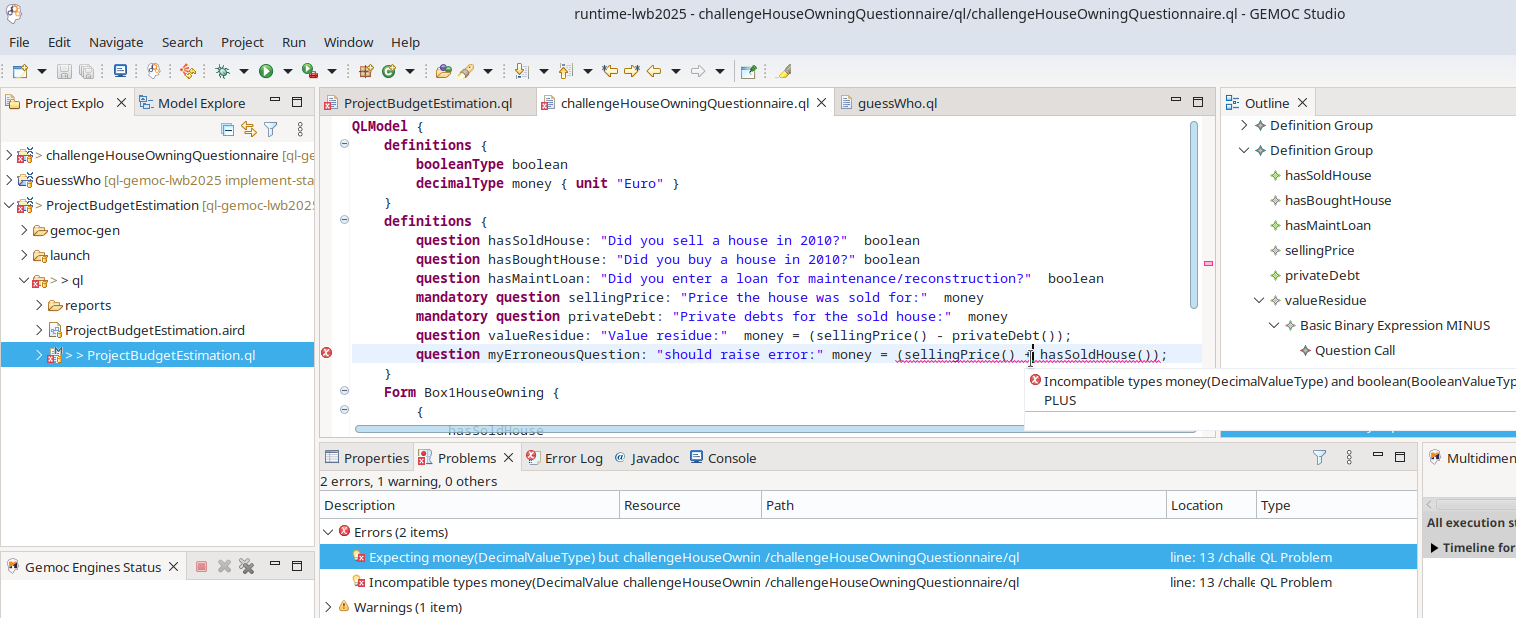 runtime-lwb2025 - challengeHouseOwningQuestionnaire/ql/challengeHouseOwningQuestionnaire.ql - GEMOC Studio
File Edit Navigate Search Project Run Window Help
Project Explo
Model Explore
> challengeHouseOwningQuestionnaire [ql-ge
GuessWho [ql-gemoc-lwb2025 implement-sta
> ProjectBudgetEstimation [ql-gemoc-lwb2025
gemoc-gen
launch
> > ql
reports
ProjectBudgetEstimation.aird
> > ProjectBudgetEstimation.ql
Gemoc Engines Status
ProjectBudgetEstimation.ql
challengeHouseOwningQuestionnaire.ql
guessWho.ql
QLModel {
definitions {
booleanType boolean
decimalType money { unit "Euro" }
}
definitions {
question hasSoldHouse: "Did you sell a house in 2010?" boolean
question hasBoughtHouse: "Did you buy a house in 2010?" boolean
question hasMaintLoan: "Did you enter a loan for maintenance/reconstruction?" boolean
mandatory question sellingPrice: "Price the house was sold for:" money
mandatory question privateDebt: "Private debts for the sold house:" money
question valueResidue: "Value residue:" money = (sellingPrice() - privateDebt());
question myErroneousQuestion: "should raise error:" money = (sellingPrice() + hasSoldHouse());
}
Form Box1HouseOwning {
{
hasSoldHouse
Incompatible types money(DecimalValueType) and boolean(BooleanValueTyp
PLUS
Outline
Definition Group
Definition Group
hasSoldHouse
hasBoughtHouse
hasMaintLoan
sellingPrice
privateDebt
valueResidue
Basic Binary Expression MINUS
Question Call
Properties
Problems
Error Log
@ Javadoc
Console
2 errors, 1 warning, 0 others
Description Resource Path Location Type
Errors (2 items)
Expecting money(DecimalValueType) but challengeHouseOwnin /challengeHouseOwningQuestionnaire/ql line: 13 /challe QL Problem
Incompatible types money(DecimalValue challengeHouseOwnin /challengeHouseOwningQuestionnaire/ql line: 13 /challe QL Problem
Warnings (1 item)
Multidimen
All execution st
Timeline for